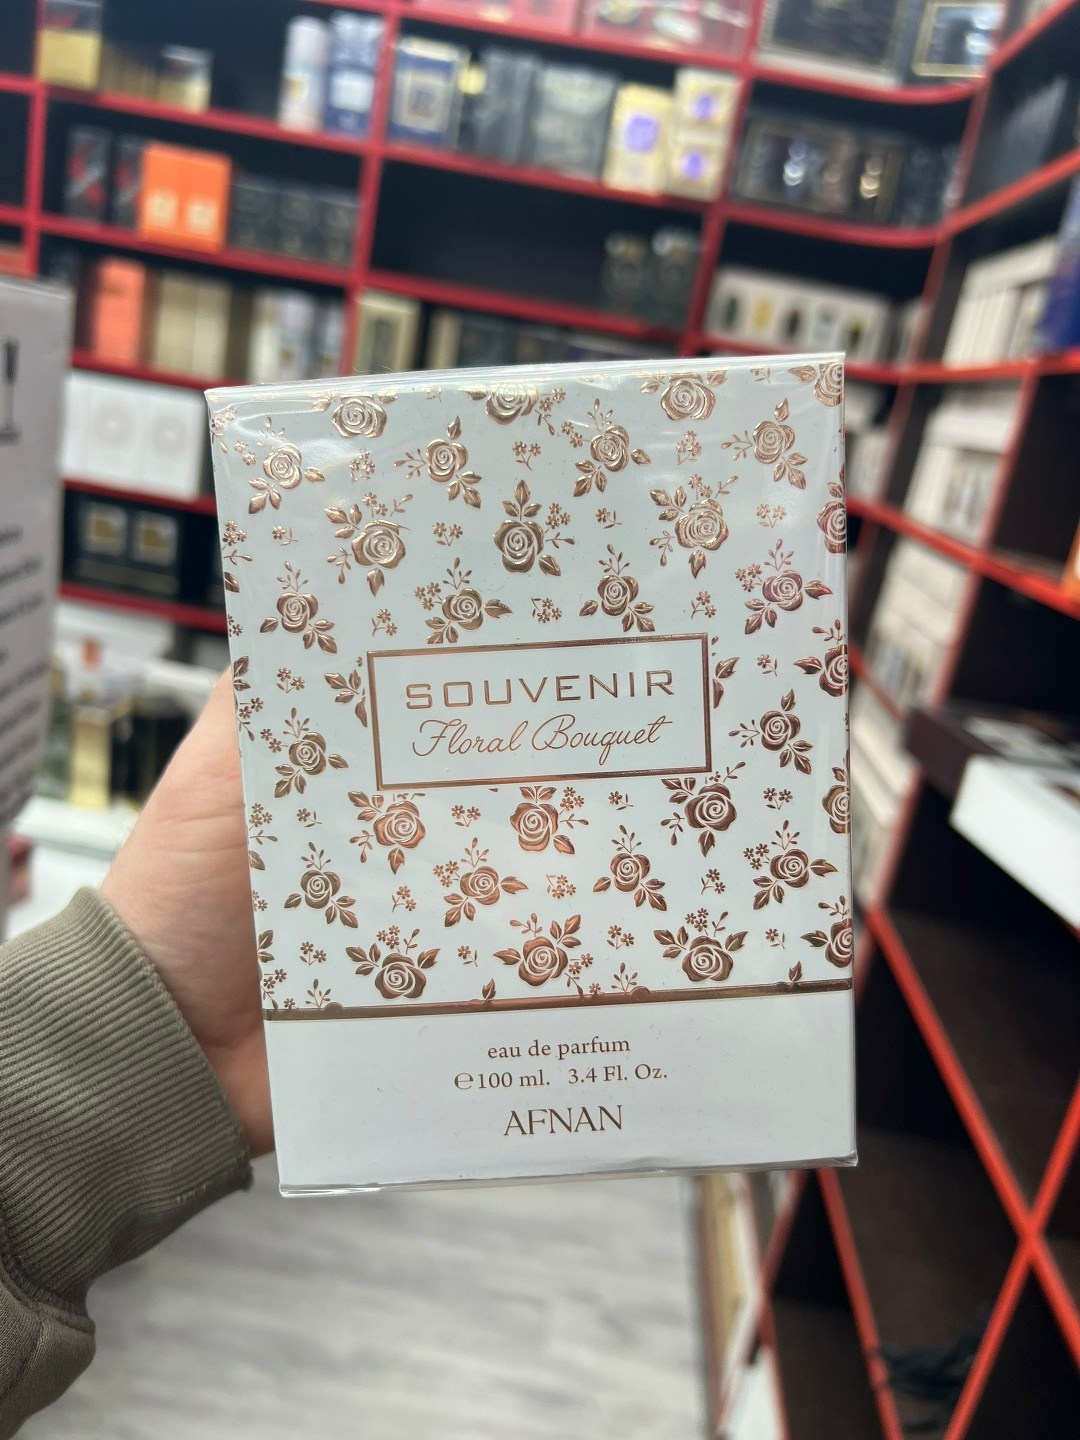 SOUVENIR
Floral Bouquet
eau de parfum
℮100 ml. 3.4 Fl. Oz.
AFNAN